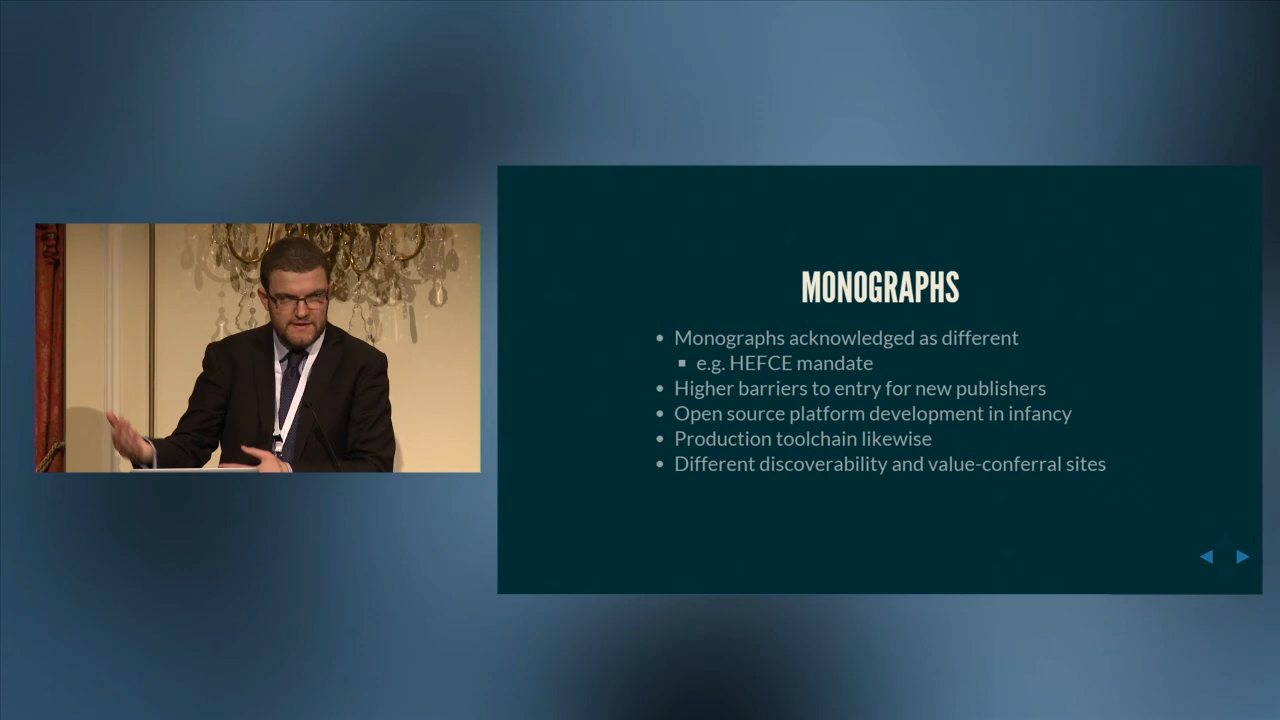 MONOGRAPHS
• Monographs acknowledged as different
▪ e.g. HEFCE mandate
• Higher barriers to entry for new publishers
• Open source platform development in infancy
• Production toolchain likewise
• Different discoverability and value-conferral sites